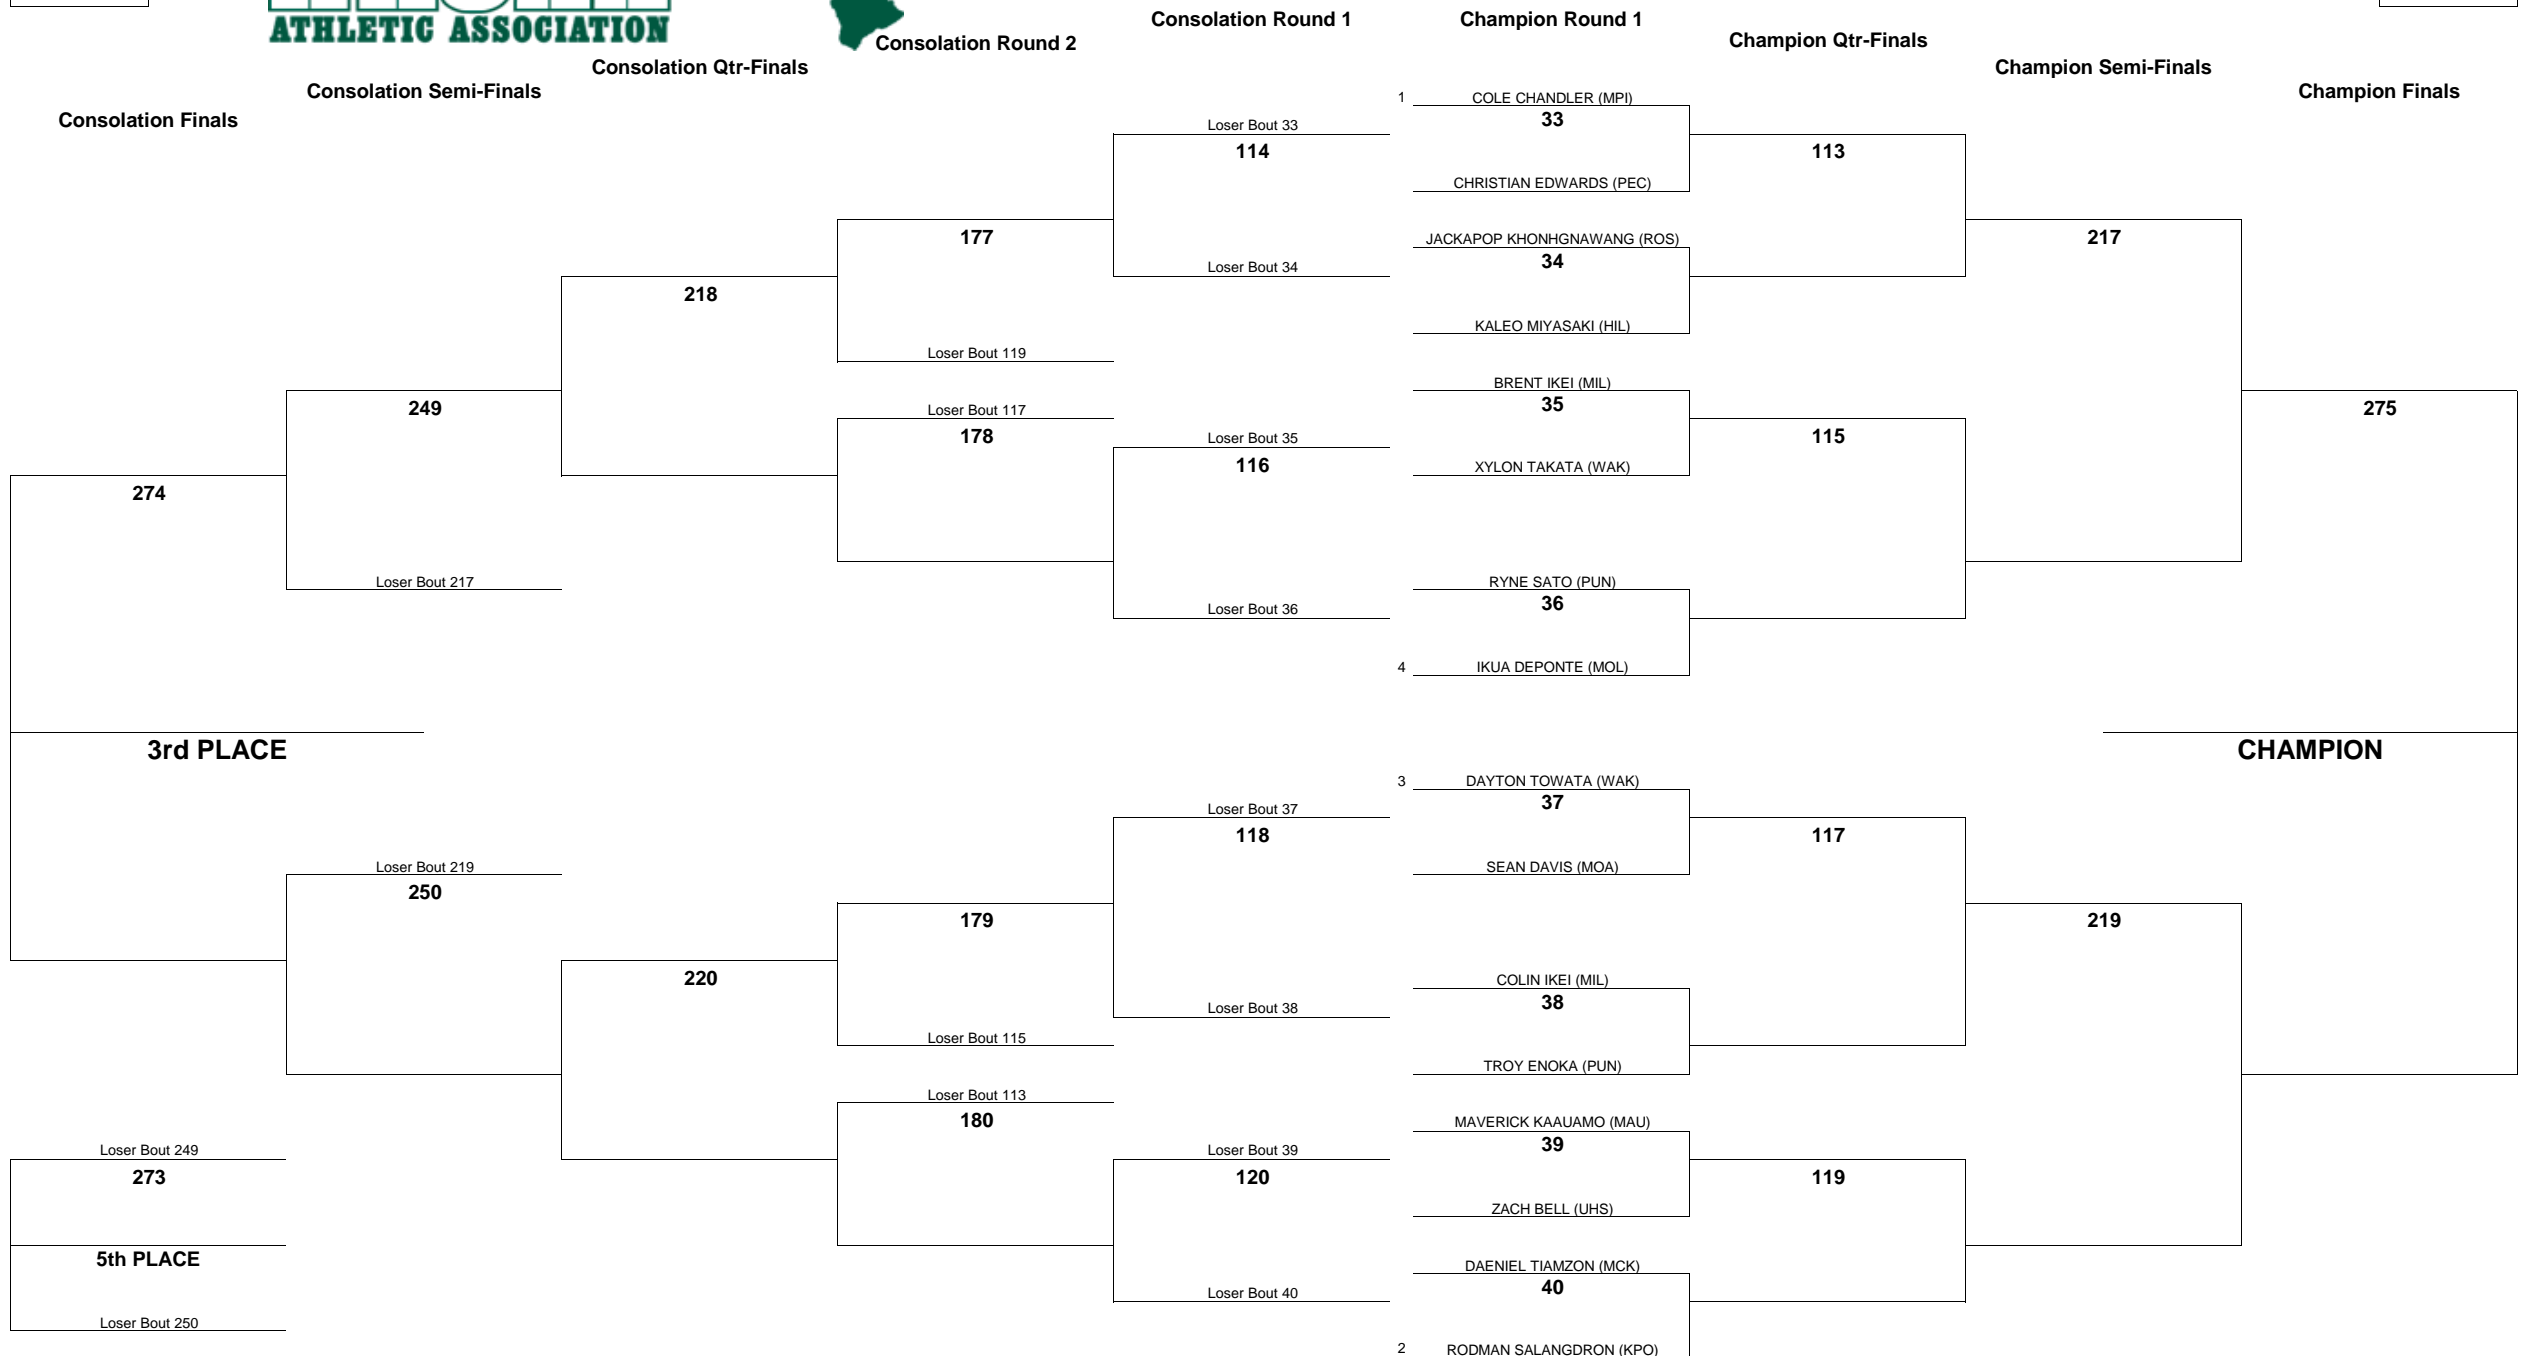 ATHLETIC ASSOCIATION
Consolation Round 1
Champion Round 1
Consolation Round 2
Champion Qtr-Finals
Consolation Qtr-Finals
Champion Semi-Finals
Consolation Semi-Finals
Champion Finals
Consolation Finals
1 COLE CHANDLER (MPI)
33
CHRISTIAN EDWARDS (PEC)
JACKAPOP KHONHGNAWANG (ROS)
34
KALEO MIYASAKI (HIL)
BRENT IKEI (MIL)
35
XYLON TAKATA (WAK)
RYNE SATO (PUN)
36
4 IKUA DEPONTE (MOL)
3 DAYTON TOWATA (WAK)
37
SEAN DAVIS (MOA)
COLIN IKEI (MIL)
38
TROY ENOKA (PUN)
MAVERICK KAAUAMO (MAU)
39
ZACH BELL (UHS)
DAENIEL TIAMZON (MCK)
40
2 RODMAN SALANGDRON (KPO)
113
115
117
119
217
219
275
CHAMPION
Loser Bout 33
114
Loser Bout 34
Loser Bout 35
116
Loser Bout 36
Loser Bout 37
118
Loser Bout 38
Loser Bout 39
120
Loser Bout 40
177
Loser Bout 119
Loser Bout 117
178
179
Loser Bout 115
Loser Bout 113
180
218
220
249
Loser Bout 217
Loser Bout 219
250
274
3rd PLACE
Loser Bout 249
273
5th PLACE
Loser Bout 250